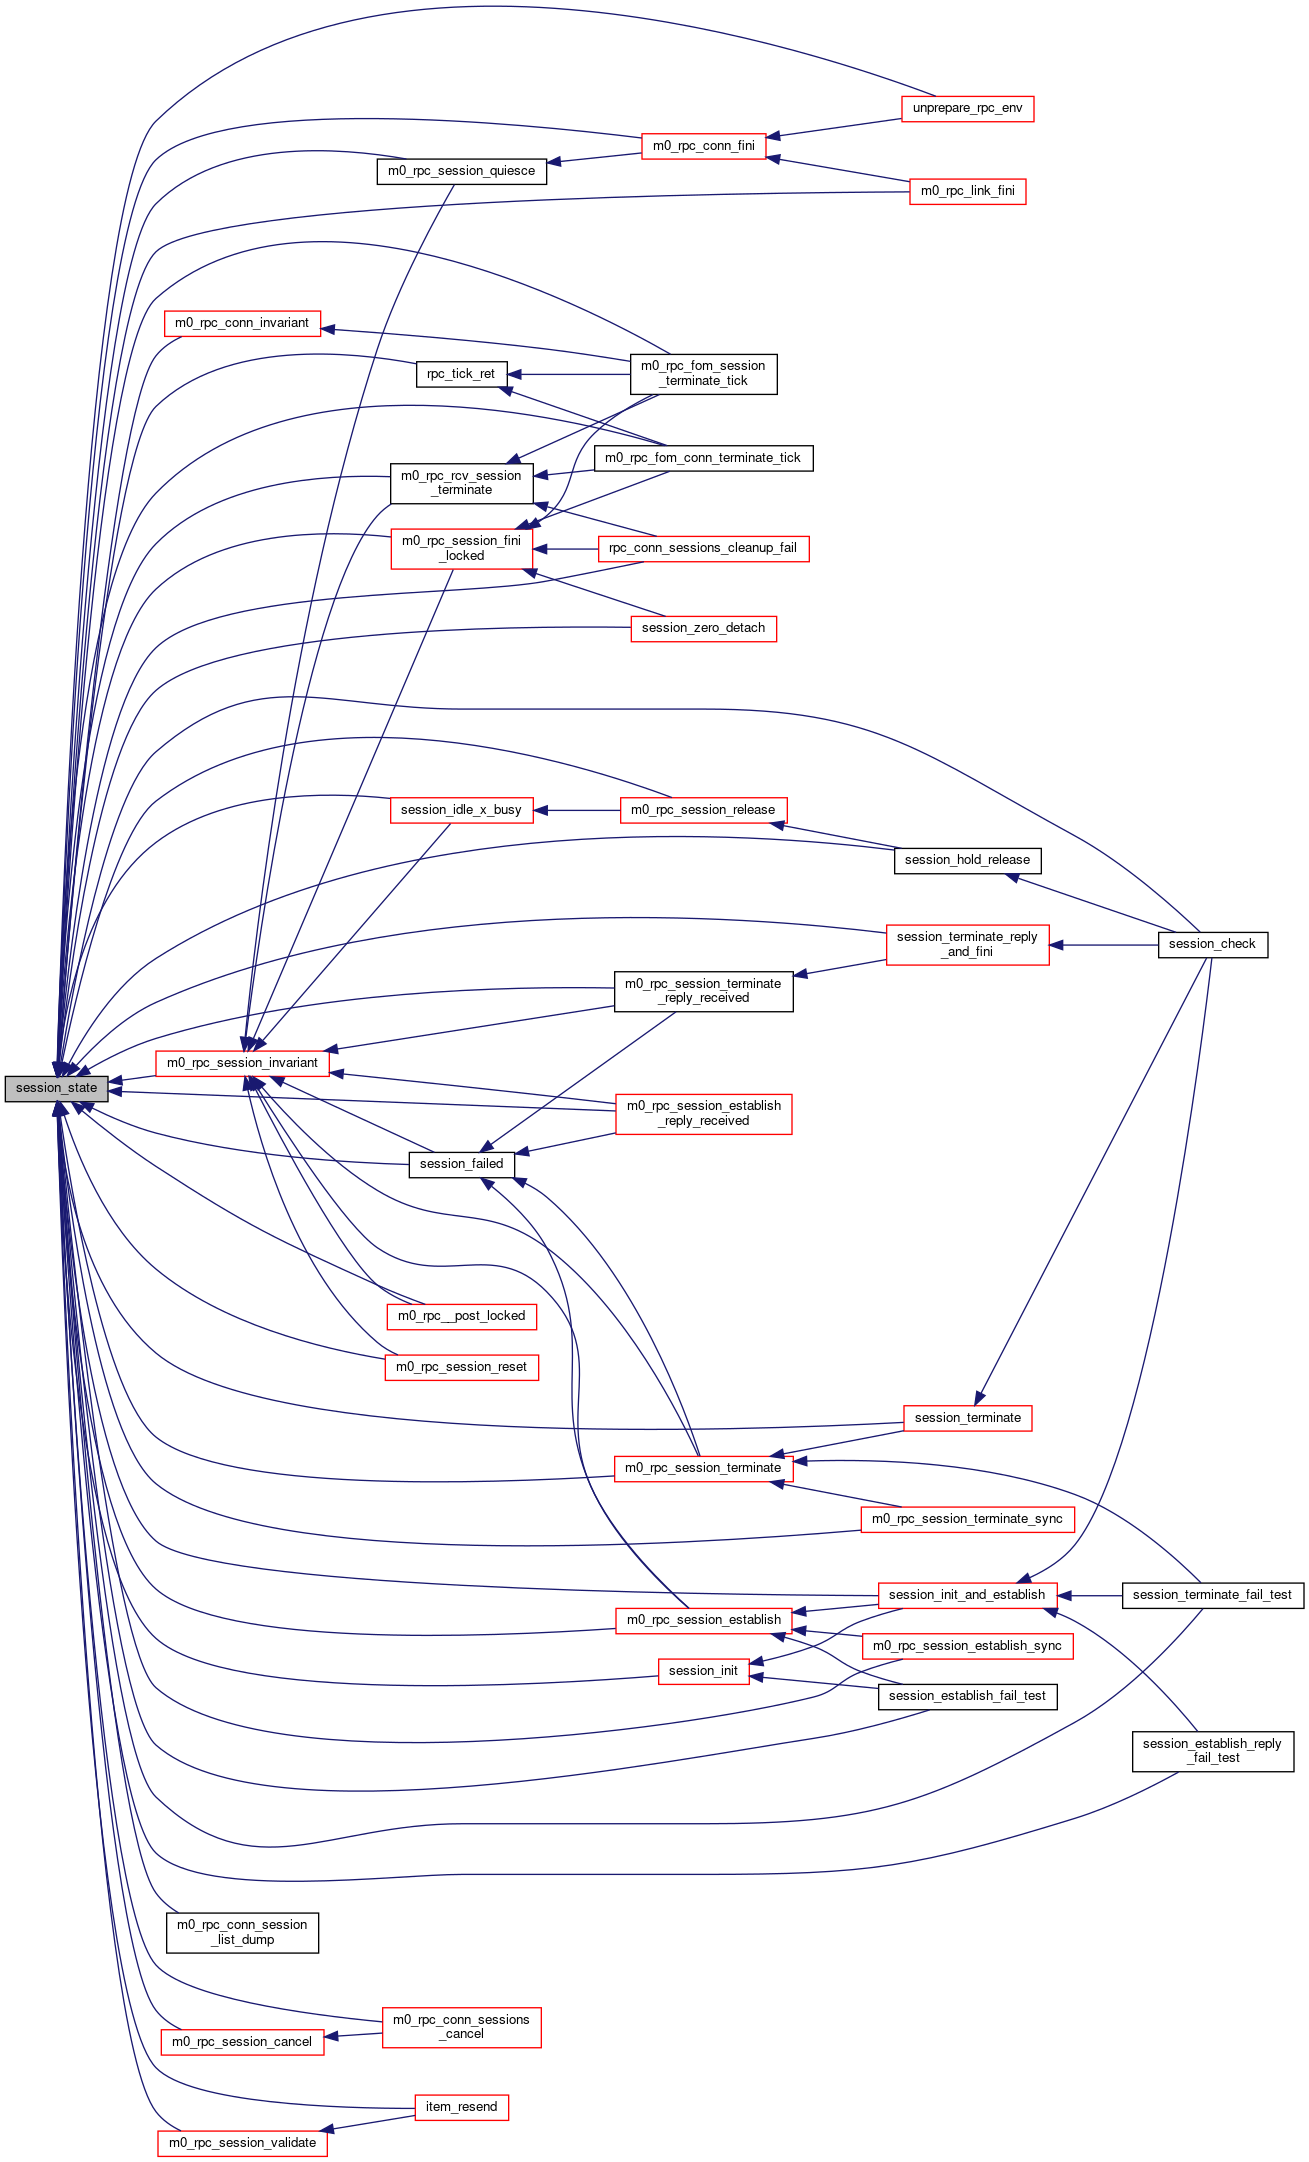 unprepare_rpc_env
m0_rpc_conn_fini
m0_rpc_session_quiesce
m0_rpc_link_fini
m0_rpc_conn_invariant
m0_rpc_fom_session
_terminate_tick
rpc_tick_ret
m0_rpc_fom_conn_terminate_tick
m0_rpc_rcv_session
_terminate
m0_rpc_session_fini
_locked
rpc_conn_sessions_cleanup_fail
session_zero_detach
session_idle_x_busy
m0_rpc_session_release
session_hold_release
session_terminate_reply
_and_fini
session_check
m0_rpc_session_terminate
_reply_received
m0_rpc_session_invariant
session_state
m0_rpc_session_establish
_reply_received
session_failed
m0_rpc__post_locked
m0_rpc_session_reset
session_terminate
m0_rpc_session_terminate
m0_rpc_session_terminate_sync
session_init_and_establish
session_terminate_fail_test
m0_rpc_session_establish
m0_rpc_session_establish_sync
session_init
session_establish_fail_test
session_establish_reply
_fail_test
m0_rpc_conn_session
_list_dump
m0_rpc_conn_sessions
_cancel
m0_rpc_session_cancel
item_resend
m0_rpc_session_validate